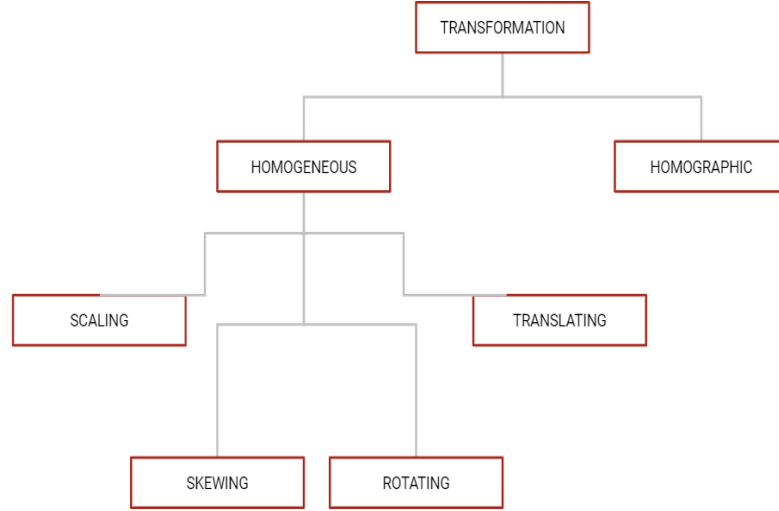 TRANSFORMATION
HOMOGENEOUS
HOMOGRAPHIC
SCALING
TRANSLATING
SKEWING
ROTATING